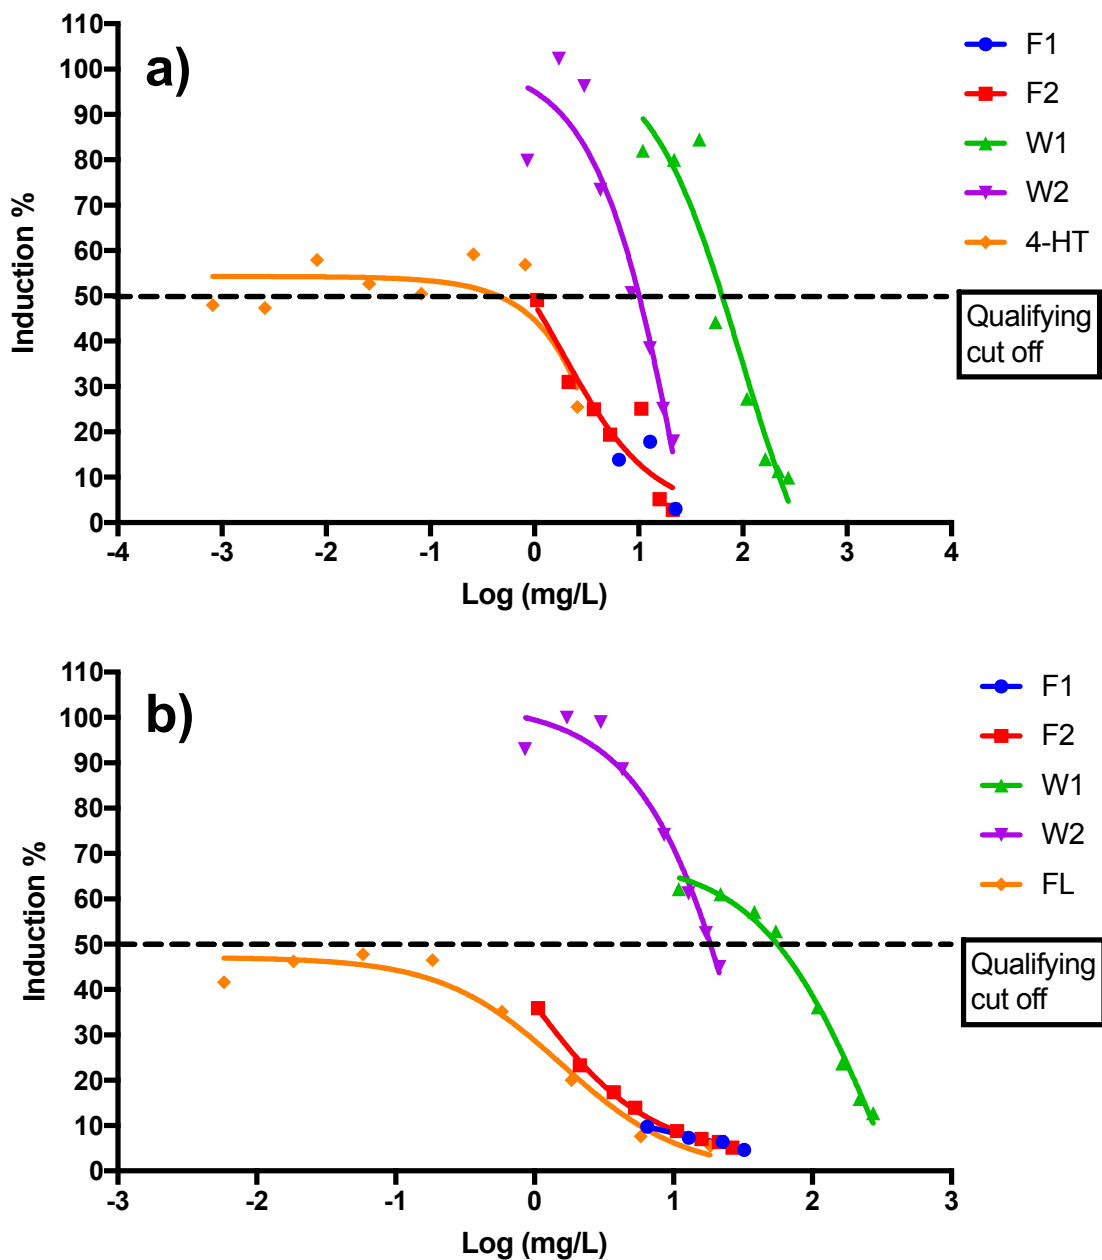 a)
Induction %
110
100
90
80
70
60
50
40
30
20
10
0
-4
-3
-2
-1
0
1
2
3
4
Log (mg/L)
F1
F2
W1
W2
4-HT
Qualifying
cut off
b)
Induction %
110
100
90
80
70
60
50
40
30
20
10
0
-3
-2
-1
0
1
2
3
Log (mg/L)
F1
F2
W1
W2
FL
Qualifying
cut off